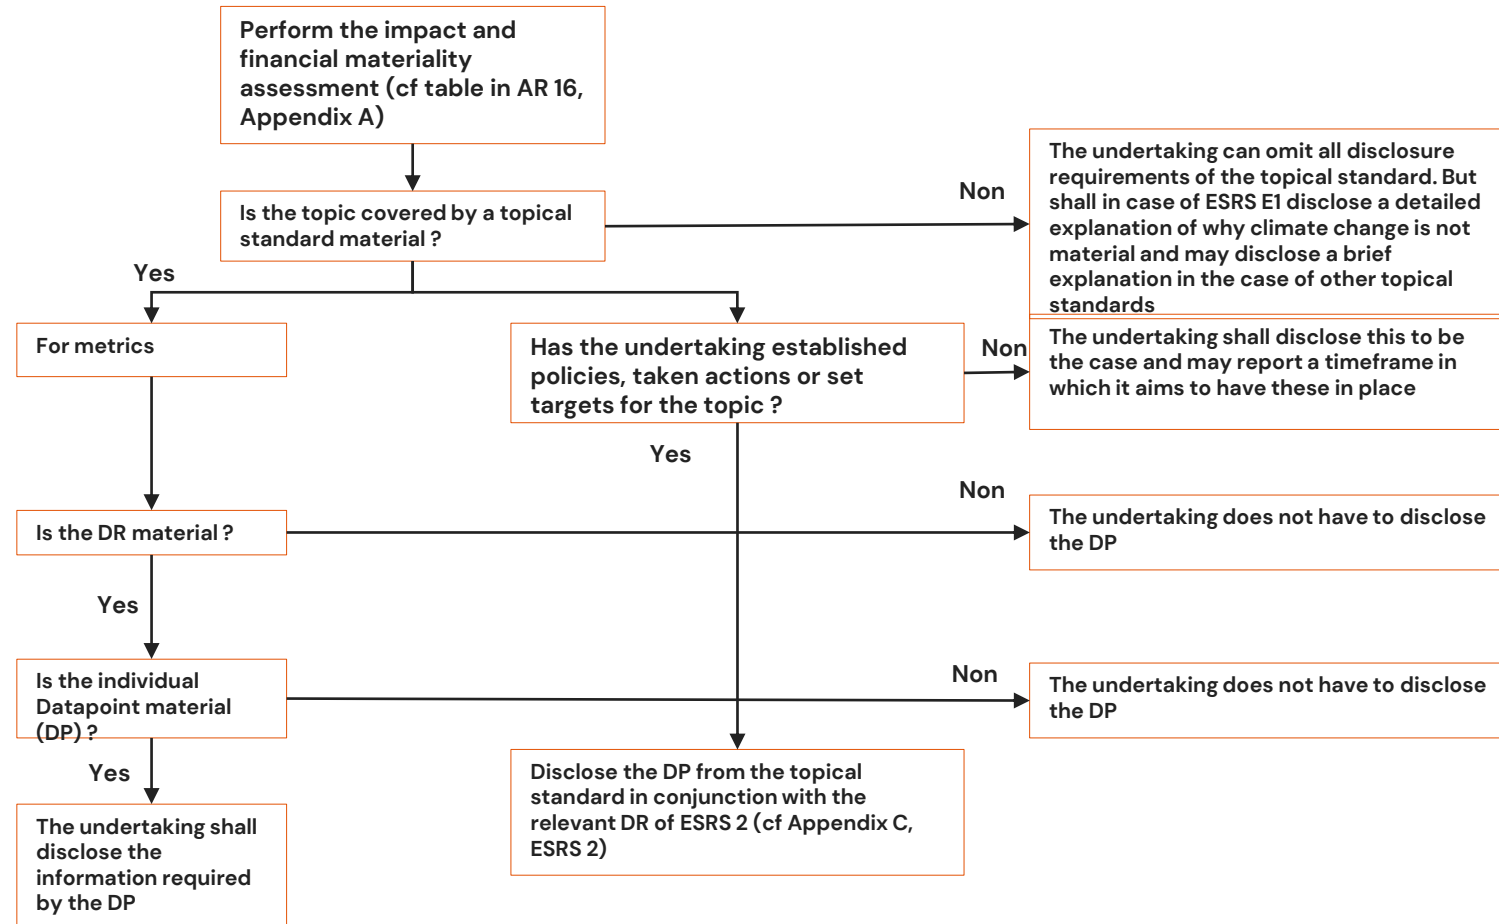 Perform the impact and
financial materiality
assessment (cf table in AR 16,
Appendix A)
The undertaking can omit all disclosure
requirements of the topical standard. But
shall in case of ESRS E1 disclose a detailed
explanation of why climate change is not
material and may disclose a brief
explanation in the case of other topical
standards
Non
Is the topic covered by a topical
standard material ?
Yes
For metrics
Has the undertaking established
policies, taken actions or set
targets for the topic ?
Non
The undertaking shall disclose this to be
the case and may report a timeframe in
which it aims to have these in place
Yes
Non
Is the DR material ?
The undertaking does not have to disclose
the DP
Yes
Is the individual
Datapoint material
(DP) ?
Non
The undertaking does not have to disclose
the DP
Yes
Disclose the DP from the topical
standard in conjunction with the
relevant DR of ESRS 2 (cf Appendix C,
ESRS 2)
The undertaking shall
disclose the
information required
by the DP